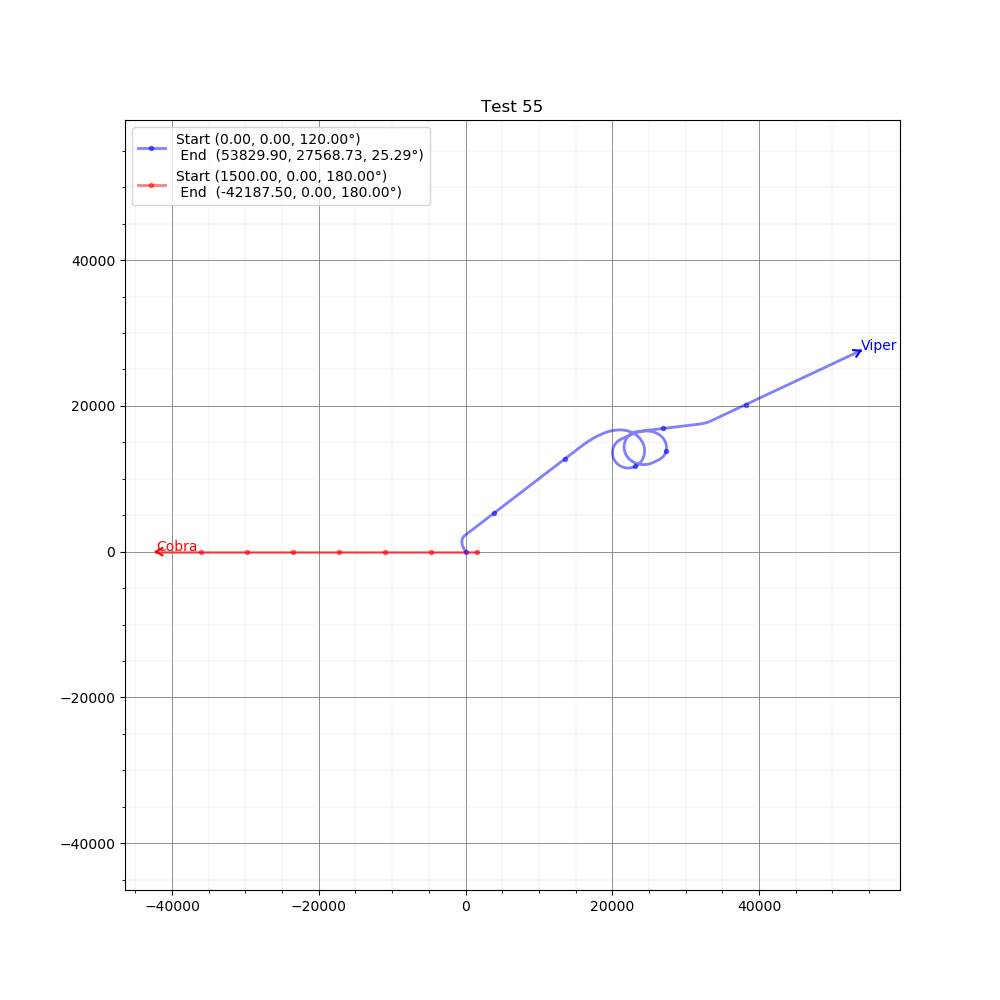 Test 55
Start (0.00, 0.00, 120.00°)
End  (53829.90, 27568.73, 25.29°)
Start (1500.00, 0.00, 180.00°)
End  (-42187.50, 0.00, 180.00°)
40000
20000
0
−20000
−40000
Viper
Cobra
−40000
−20000
0
20000
40000